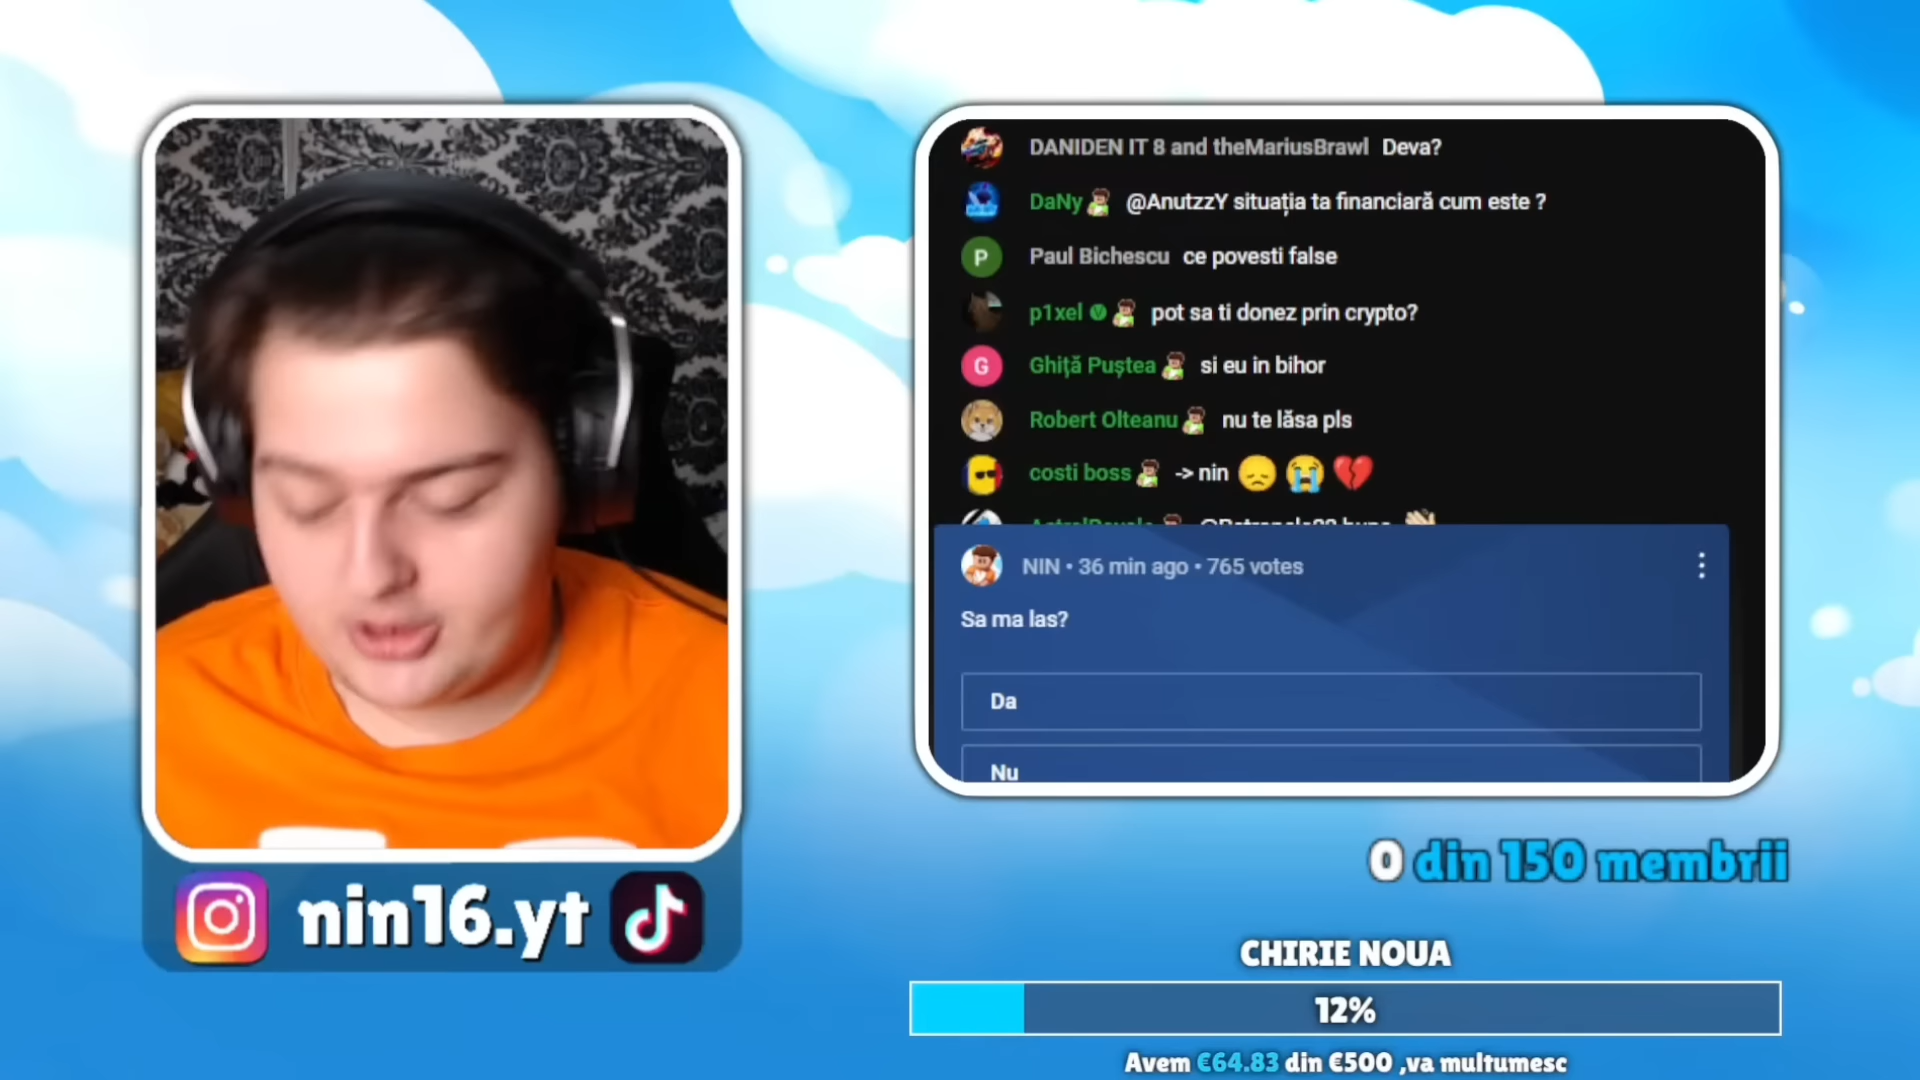 DANIDEN IT 8 and theMariusBrawl Deva?
DaNy @AnutzzY situația ta financiară cum este ?
P
Paul Bichescu ce povesti false
p1xel pot sa ti donez prin crypto?
G
Ghiță Puștea si eu in bihor
Robert Olteanu nu te lăsa pls
costi boss -> nin 😞 😭 💔
NIN • 36 min ago • 765 votes
Sa ma las?
Da
Nu
nin16.yt
0 din 150 membrii
CHIRIE NOUA
12%
Avem €64.83 din €500 ,va multumesc